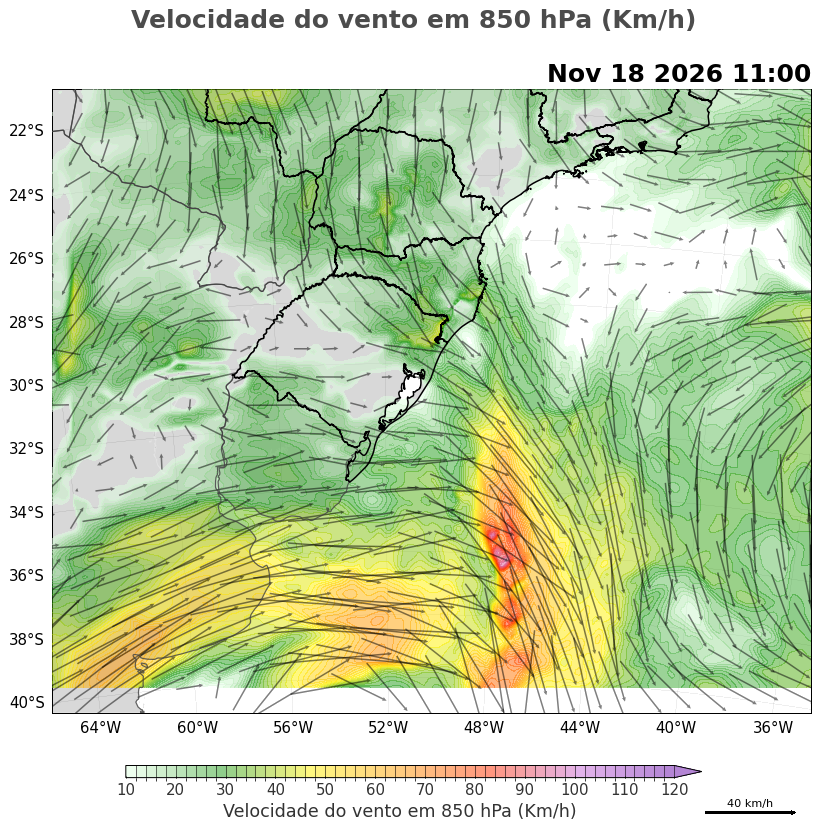 Velocidade do vento em 850 hPa (Km/h)
Nov 18 2026 11:00
22°S
24°S
26°S
28°S
30°S
32°S
34°S
36°S
38°S
40°S
64°W 60°W 56°W 52°W 48°W 44°W 40°W 36°W
10 20 30 40 50 60 70 80 90 100 110 120
Velocidade do vento em 850 hPa (Km/h)
40 km/h